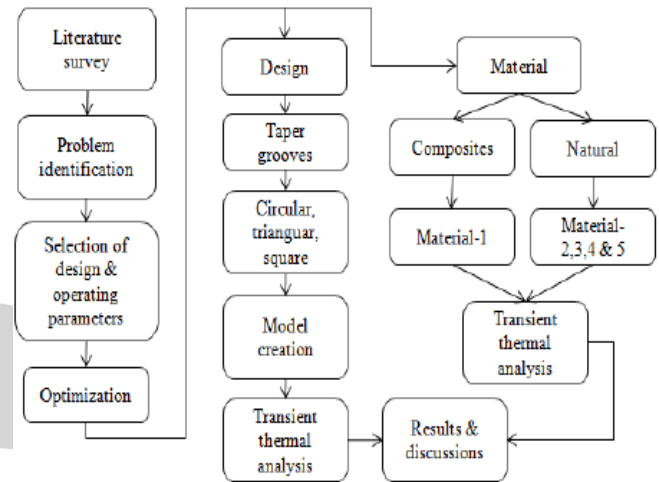 Literature
survey
Problem
identification
Selection of
design &
operating
parameters
Optimization
Design
Taper
grooves
Circular,
trianguar,
square
Model
creation
Transient
thermal
analysis
Material
Composites
Natural
Material-1
Material-
2,3,4 & 5
Transient
thermal
analysis
Results &
discussions